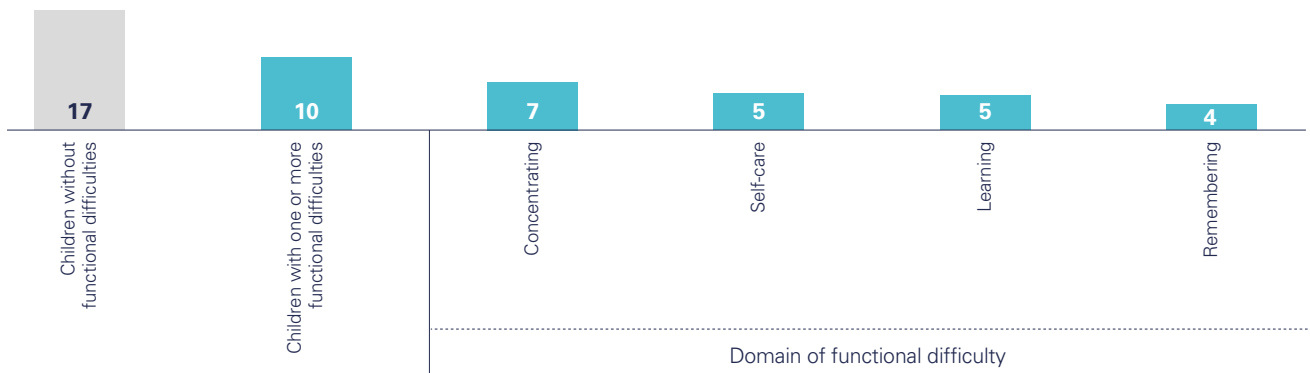 17
10
7
5
5
4
Children without
functional difficulties
Children with one or more
functional difficulties
Concentrating
Self-care
Learning
Remembering
Domain of functional difficulty